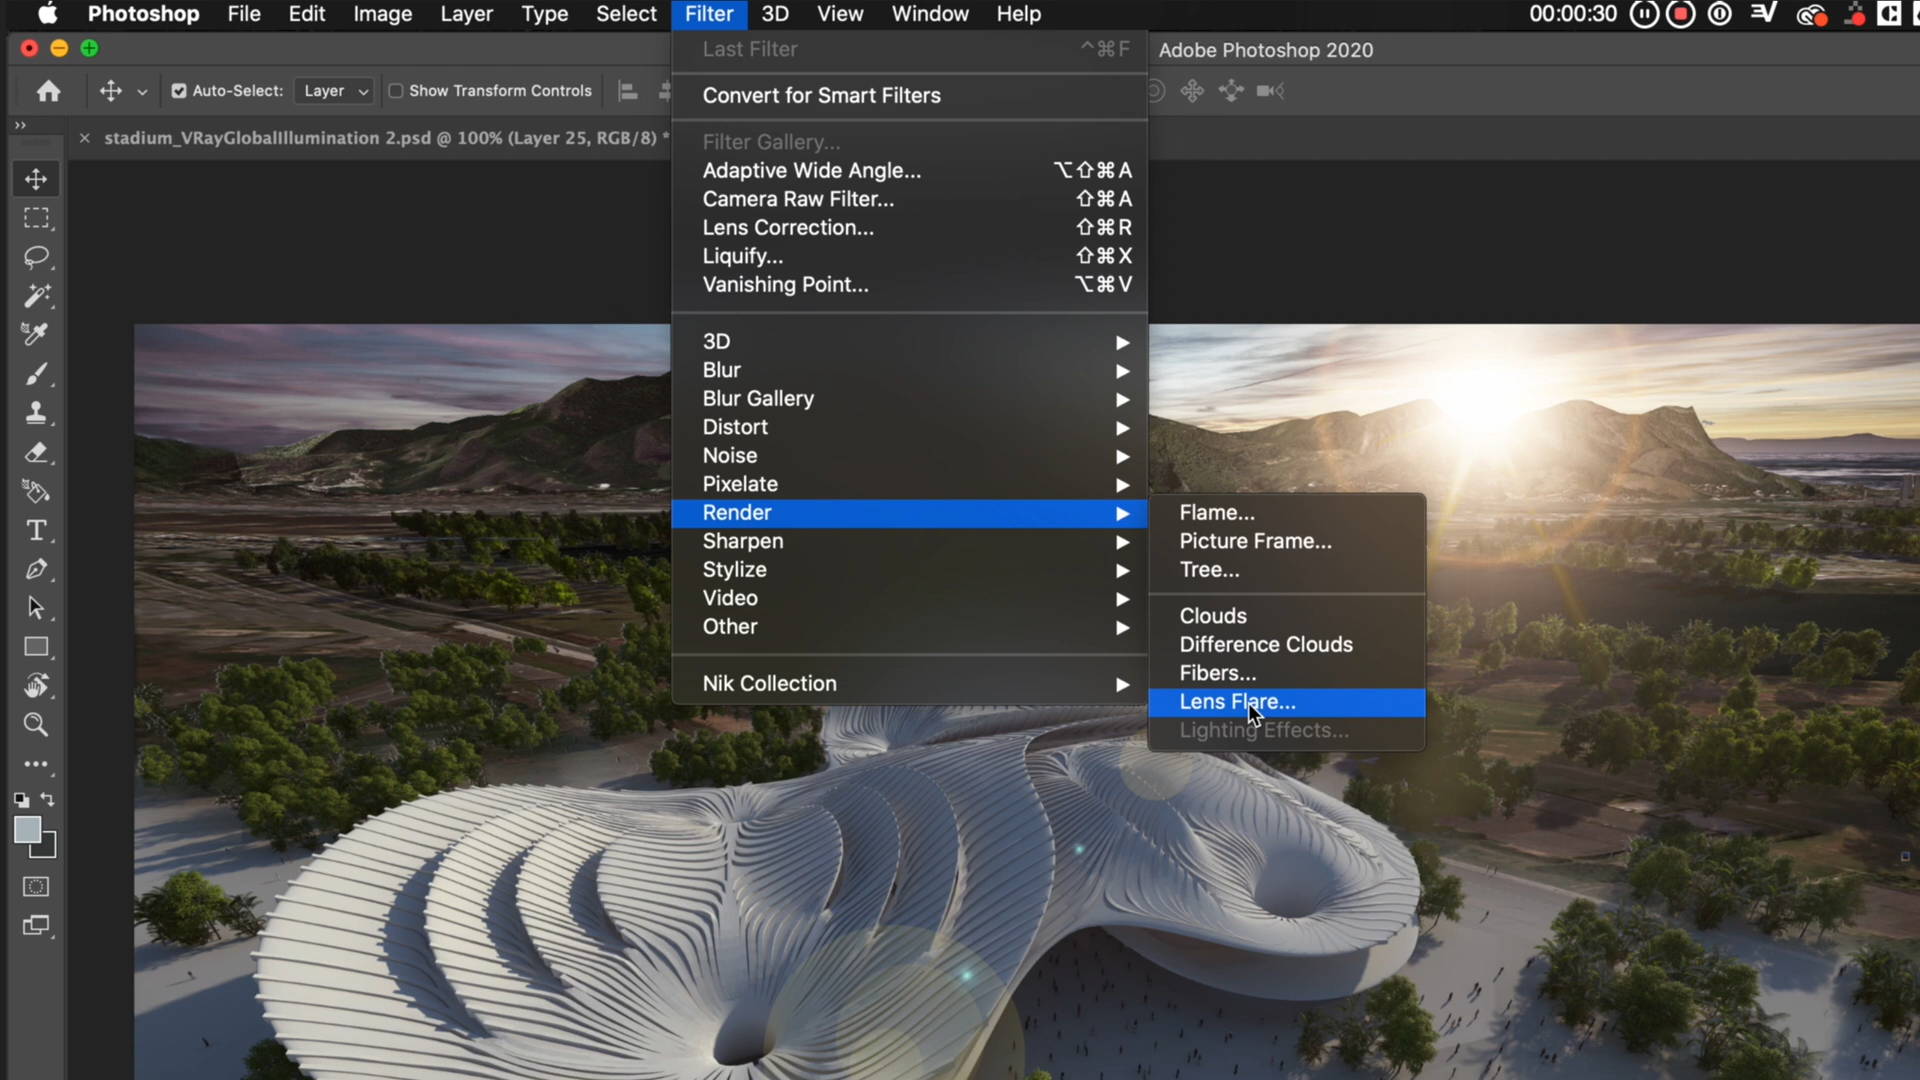 Photoshop File Edit Image Layer Type Select Filter 3D View Window Help 00:00:30
Last Filter ^⌘F
Adobe Photoshop 2020
Auto-Select: Layer Show Transform Controls
Convert for Smart Filters
stadium_VRayGlobalIllumination 2.psd @ 100% (Layer 25, RGB/8) *
Filter Gallery...
Adaptive Wide Angle... ⌥⇧⌘A
Camera Raw Filter... ⇧⌘A
Lens Correction... ⇧⌘R
Liquify... ⇧⌘X
Vanishing Point... ⌥⌘V
3D
Blur
Blur Gallery
Distort
Noise
Pixelate
Render
Sharpen
Stylize
Video
Other
Nik Collection
Flame...
Picture Frame...
Tree...
Clouds
Difference Clouds
Fibers...
Lens Flare...
Lighting Effects...